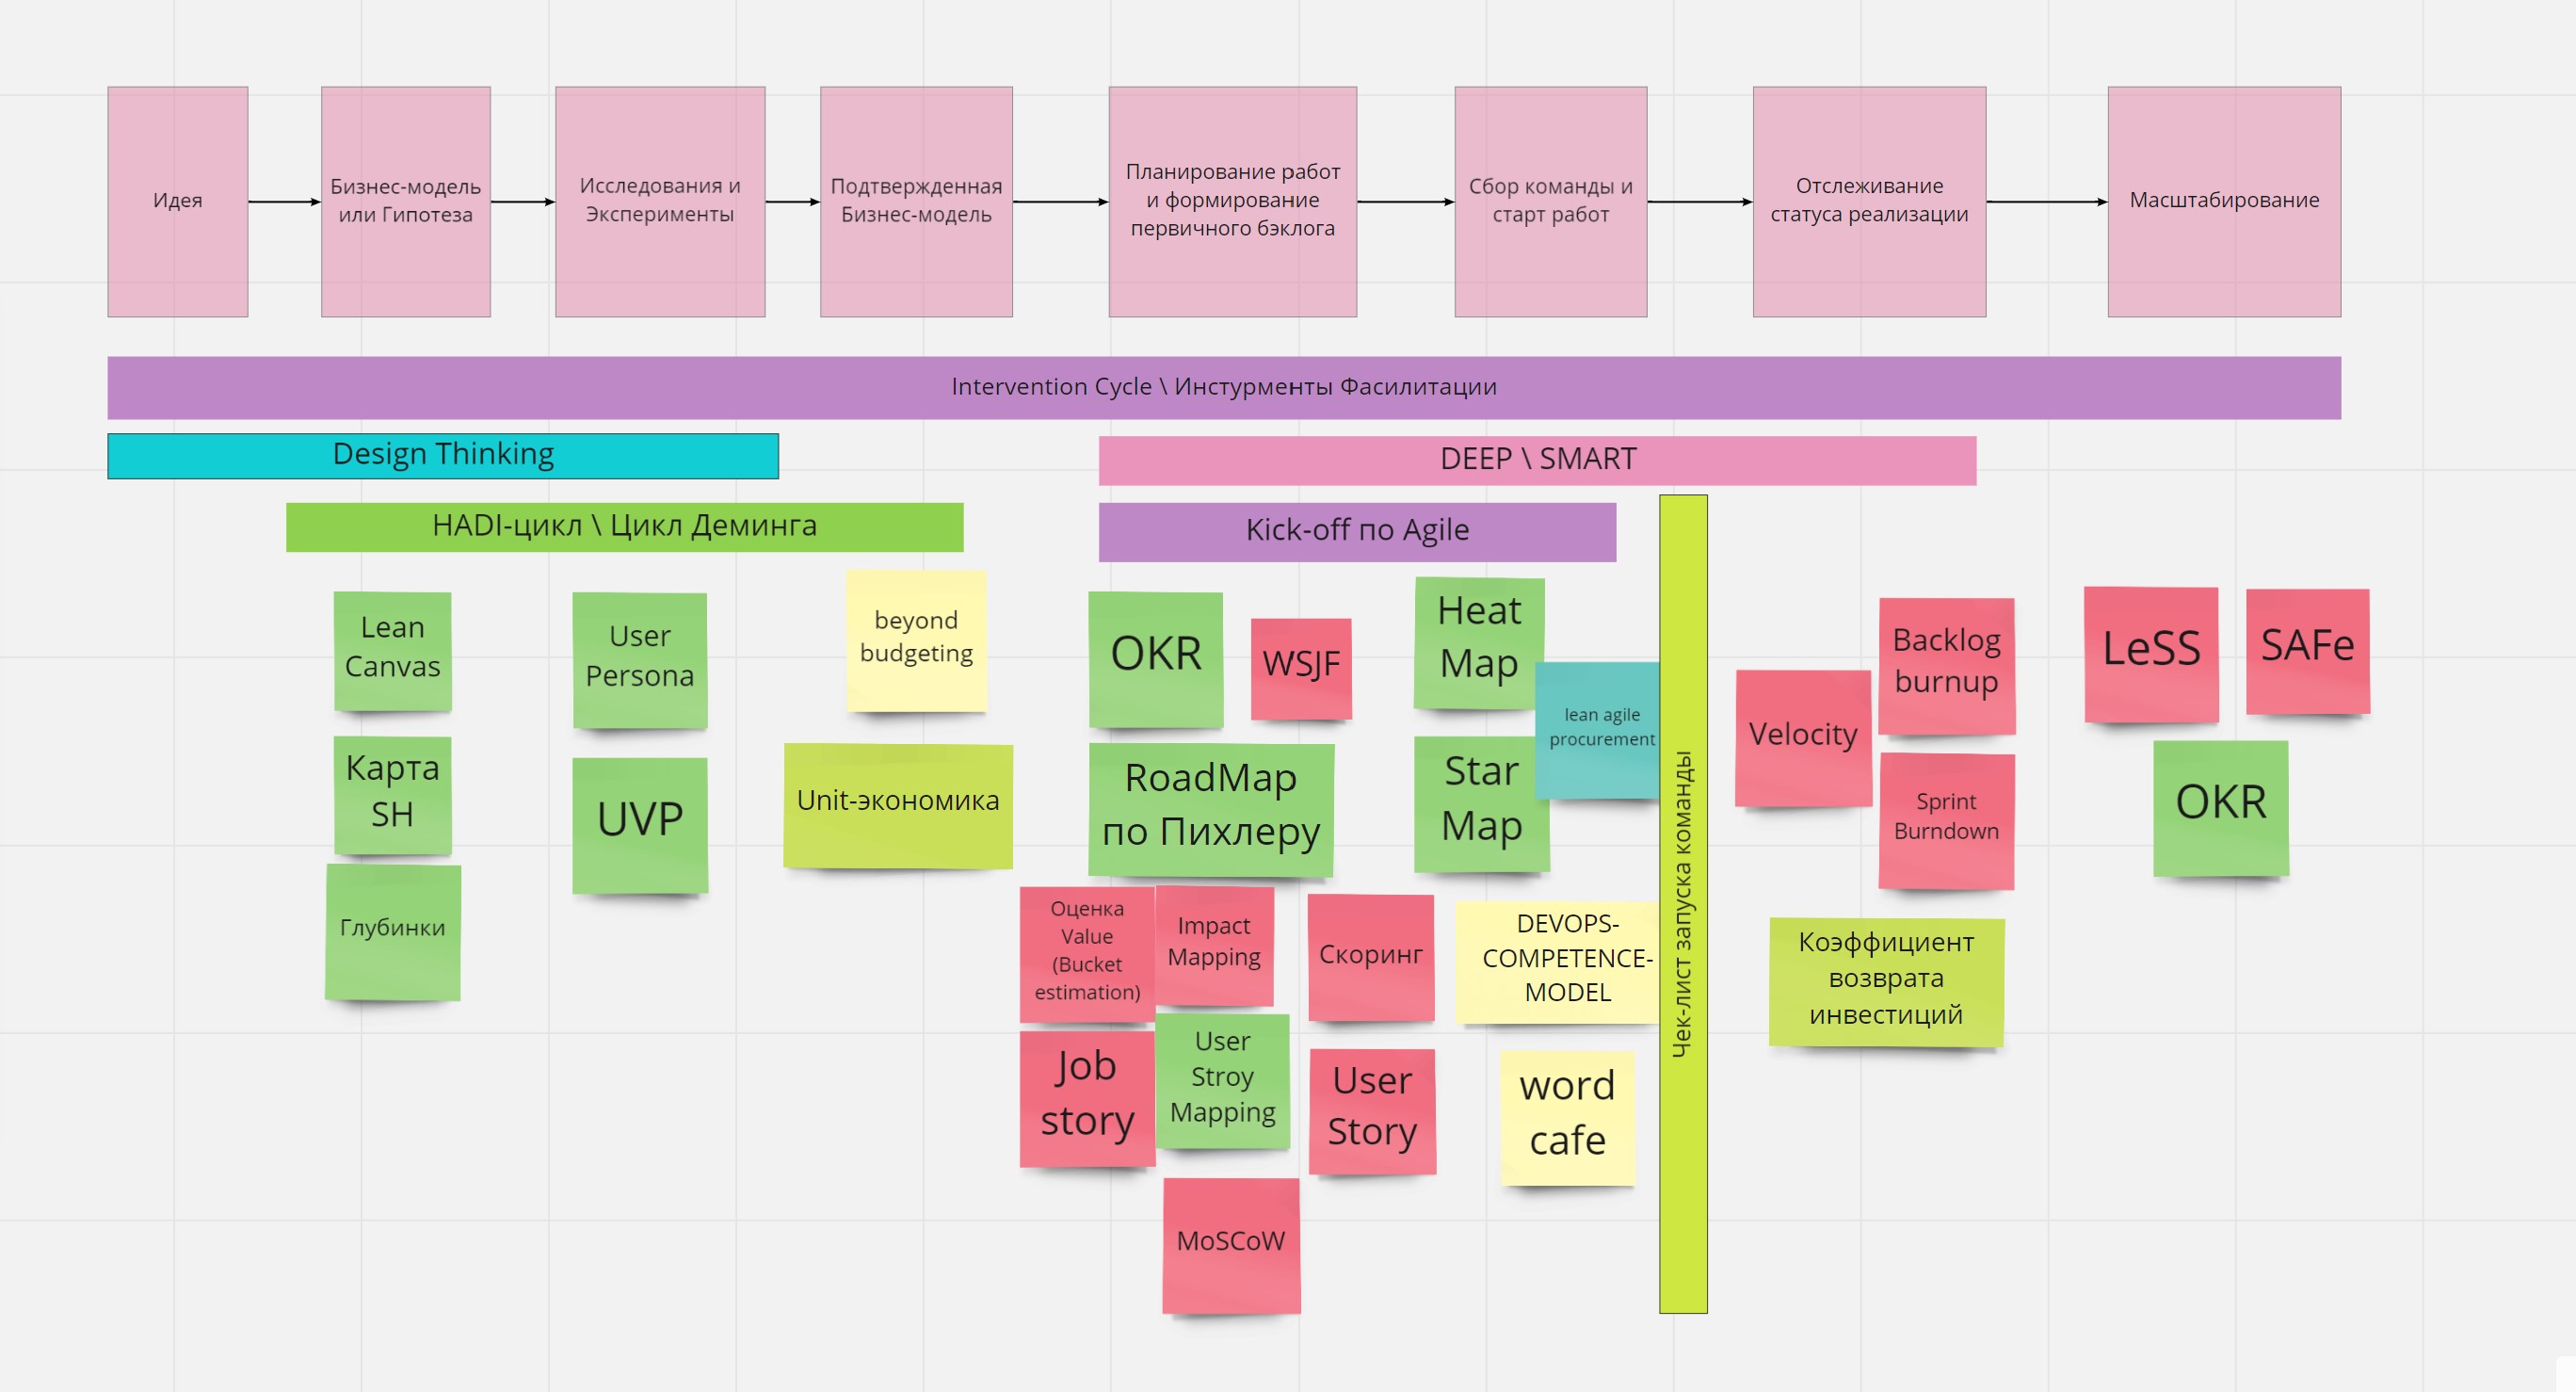 Идея
Бизнес-модель
или Гипотеза
Исследования и
Эксперименты
Подтвержденная
Бизнес-модель
Планирование работ
и формирование
первичного бэклога
Сбор команды и
старт работ
Отслеживание
статуса реализации
Масштабирование
Intervention Cycle \ Инстурменты Фасилитации
Design Thinking
DEEP \ SMART
HADI-цикл \ Цикл Деминга
Kick-off по Agile
Lean
Canvas
Карта
SH
Глубинки
User
Persona
UVP
beyond
budgeting
Unit-экономика
OKR
WSJF
RoadMap
по Пихлеру
Оценка
Value
(Bucket
estimation)
Impact
Mapping
Скоринг
Job
story
User
Stroy
Mapping
User
Story
MoSCoW
Heat
Map
lean agile
procurement
Star
Map
DEVOPS-
COMPETENCE-
MODEL
word
cafe
Чек-лист запуска команды
Velocity
Backlog
burnup
Sprint
Burndown
Коэффициент
возврата
инвестиций
LeSS
SAFe
OKR